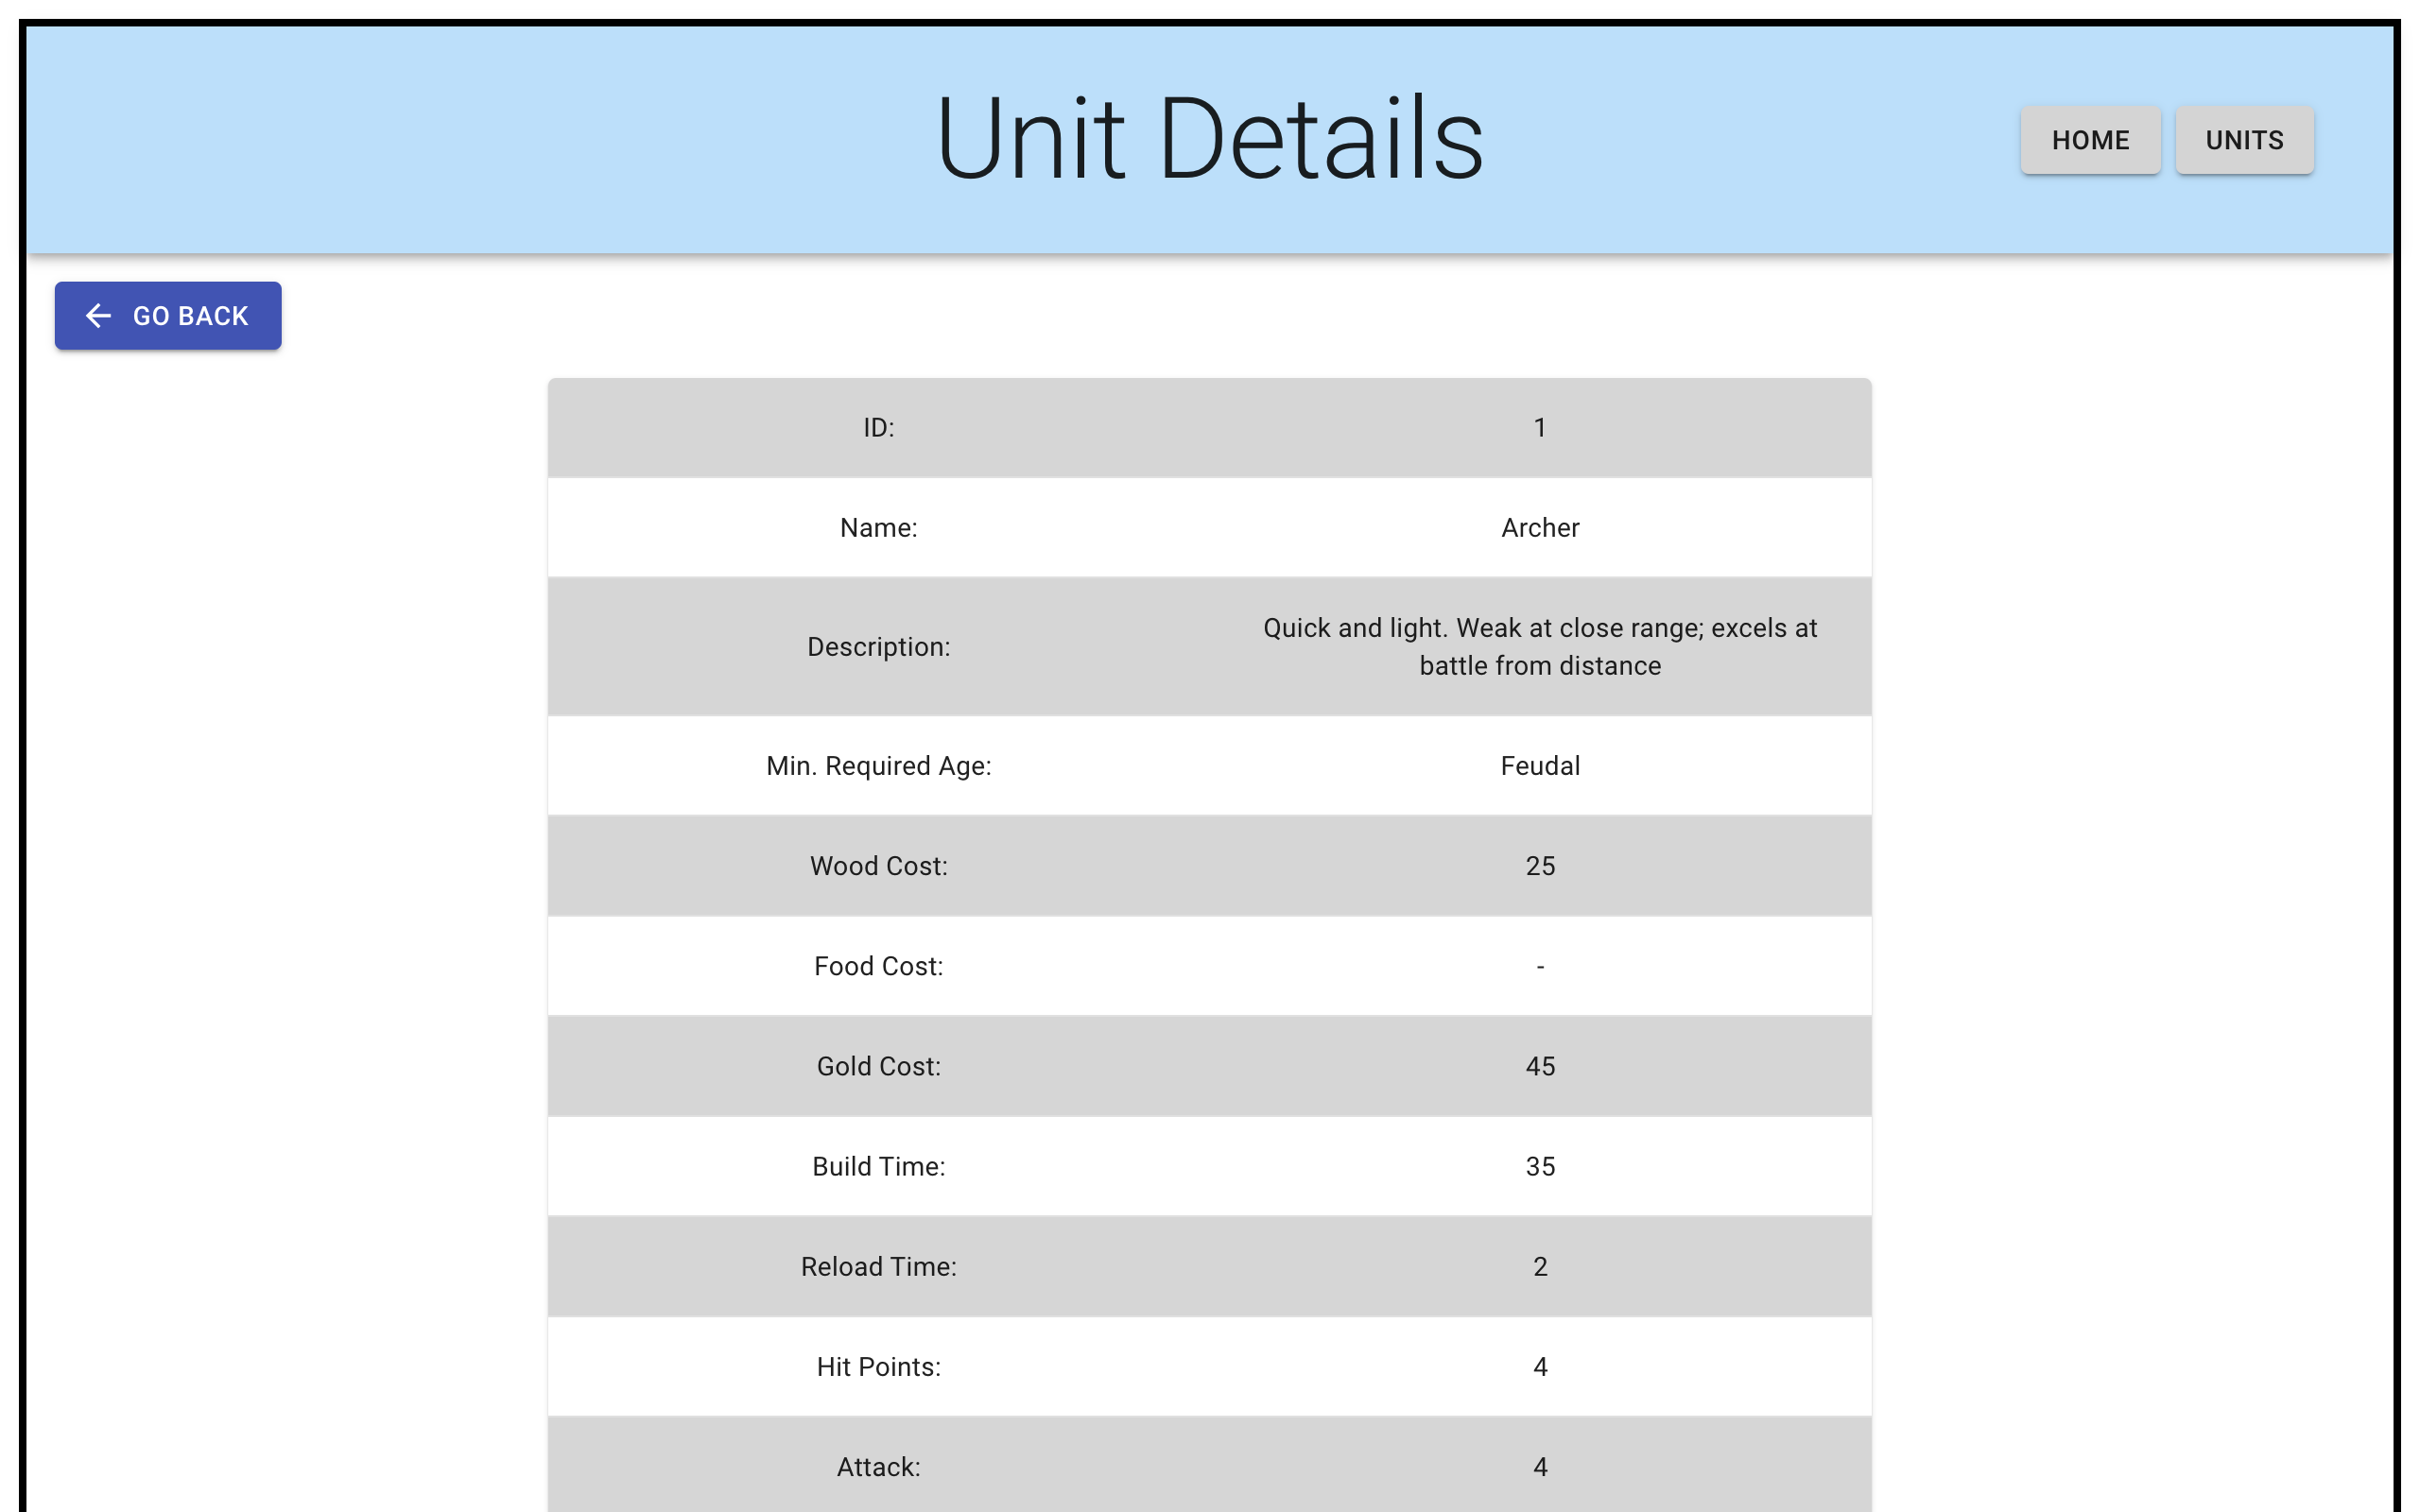 Unit Details
HOME UNITS
GO BACK
ID: 1
Name: Archer
Description: Quick and light. Weak at close range; excels at
battle from distance
Min. Required Age: Feudal
Wood Cost: 25
Food Cost: -
Gold Cost: 45
Build Time: 35
Reload Time: 2
Hit Points: 4
Attack: 4